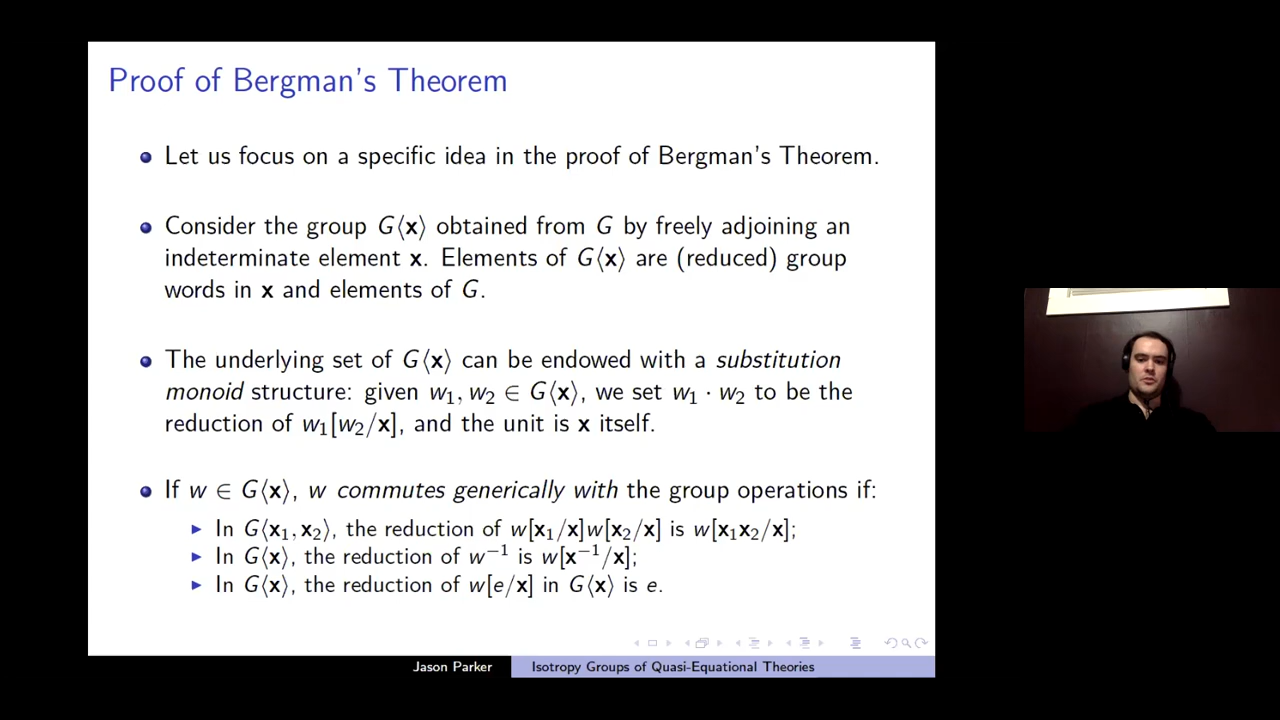 Proof of Bergman's Theorem
Let us focus on a specific idea in the proof of Bergman's Theorem.
Consider the group G⟨x⟩ obtained from G by freely adjoining an
indeterminate element x. Elements of G⟨x⟩ are (reduced) group
words in x and elements of G.
The underlying set of G⟨x⟩ can be endowed with a substitution
monoid structure: given w₁, w₂ ∈ G⟨x⟩, we set w₁ · w₂ to be the
reduction of w₁[w₂/x], and the unit is x itself.
If w ∈ G⟨x⟩, w commutes generically with the group operations if:
In G⟨x₁, x₂⟩, the reduction of w[x₁/x]w[x₂/x] is w[x₁x₂/x];
In G⟨x⟩, the reduction of w⁻¹ is w[x⁻¹/x];
In G⟨x⟩, the reduction of w[e/x] in G⟨x⟩ is e.
Jason Parker Isotropy Groups of Quasi-Equational Theories